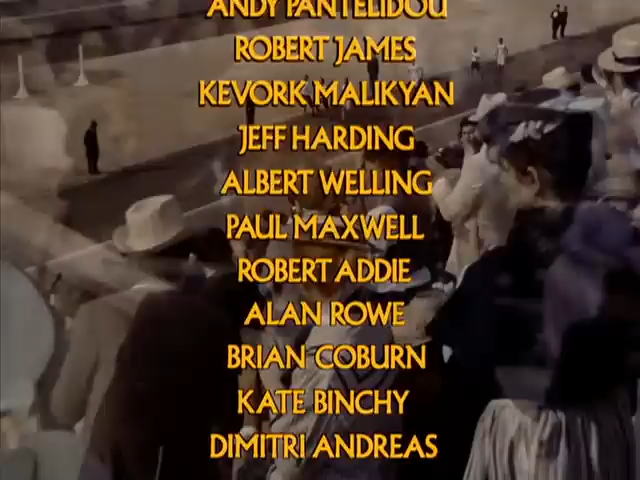 ANDY PANTELIDOU
ROBERT JAMES
KEVORK MALIKYAN
JEFF HARDING
ALBERT WELLING
PAUL MAXWELL
ROBERT ADDIE
ALAN ROWE
BRIAN COBURN
KATE BINCHY
DIMITRI ANDREAS